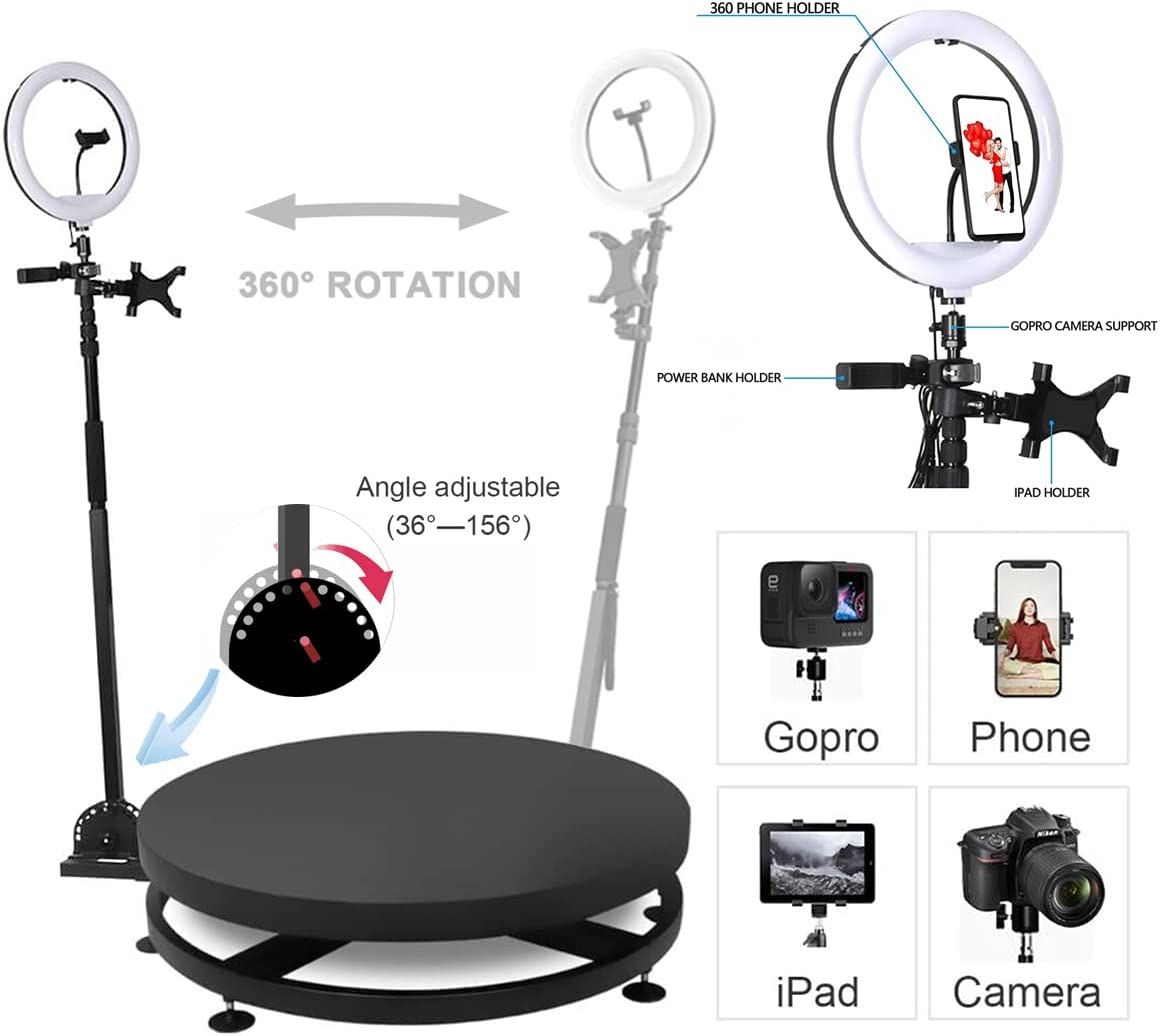 360 PHONE HOLDER
360° ROTATION
GOPRO CAMERA SUPPORT
POWER BANK HOLDER
IPAD HOLDER
Angle adjustable
(36°—156°)
Gopro
Phone
Nikon
iPad
Camera